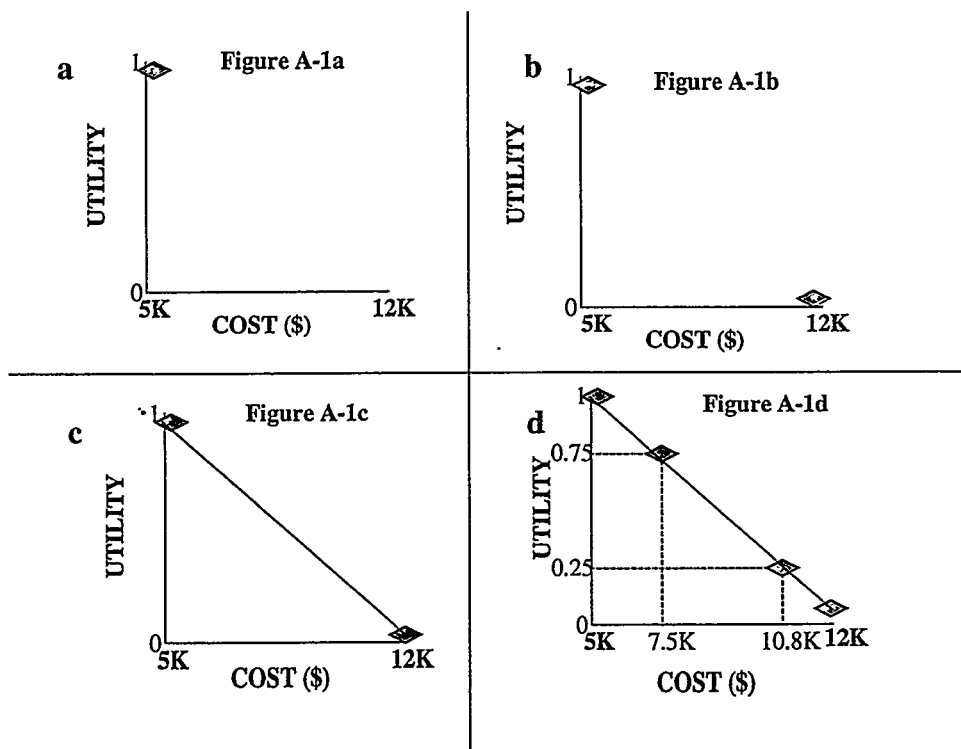 a
Figure A-1a
1
UTILITY
0
5K
12K
COST ($)
b
Figure A-1b
1
UTILITY
0
5K
12K
COST ($)
c
Figure A-1c
1
UTILITY
0
5K
12K
COST ($)
d
Figure A-1d
1
0.75
UTILITY
0.25
0
5K
7.5K
10.8K
12K
COST ($)